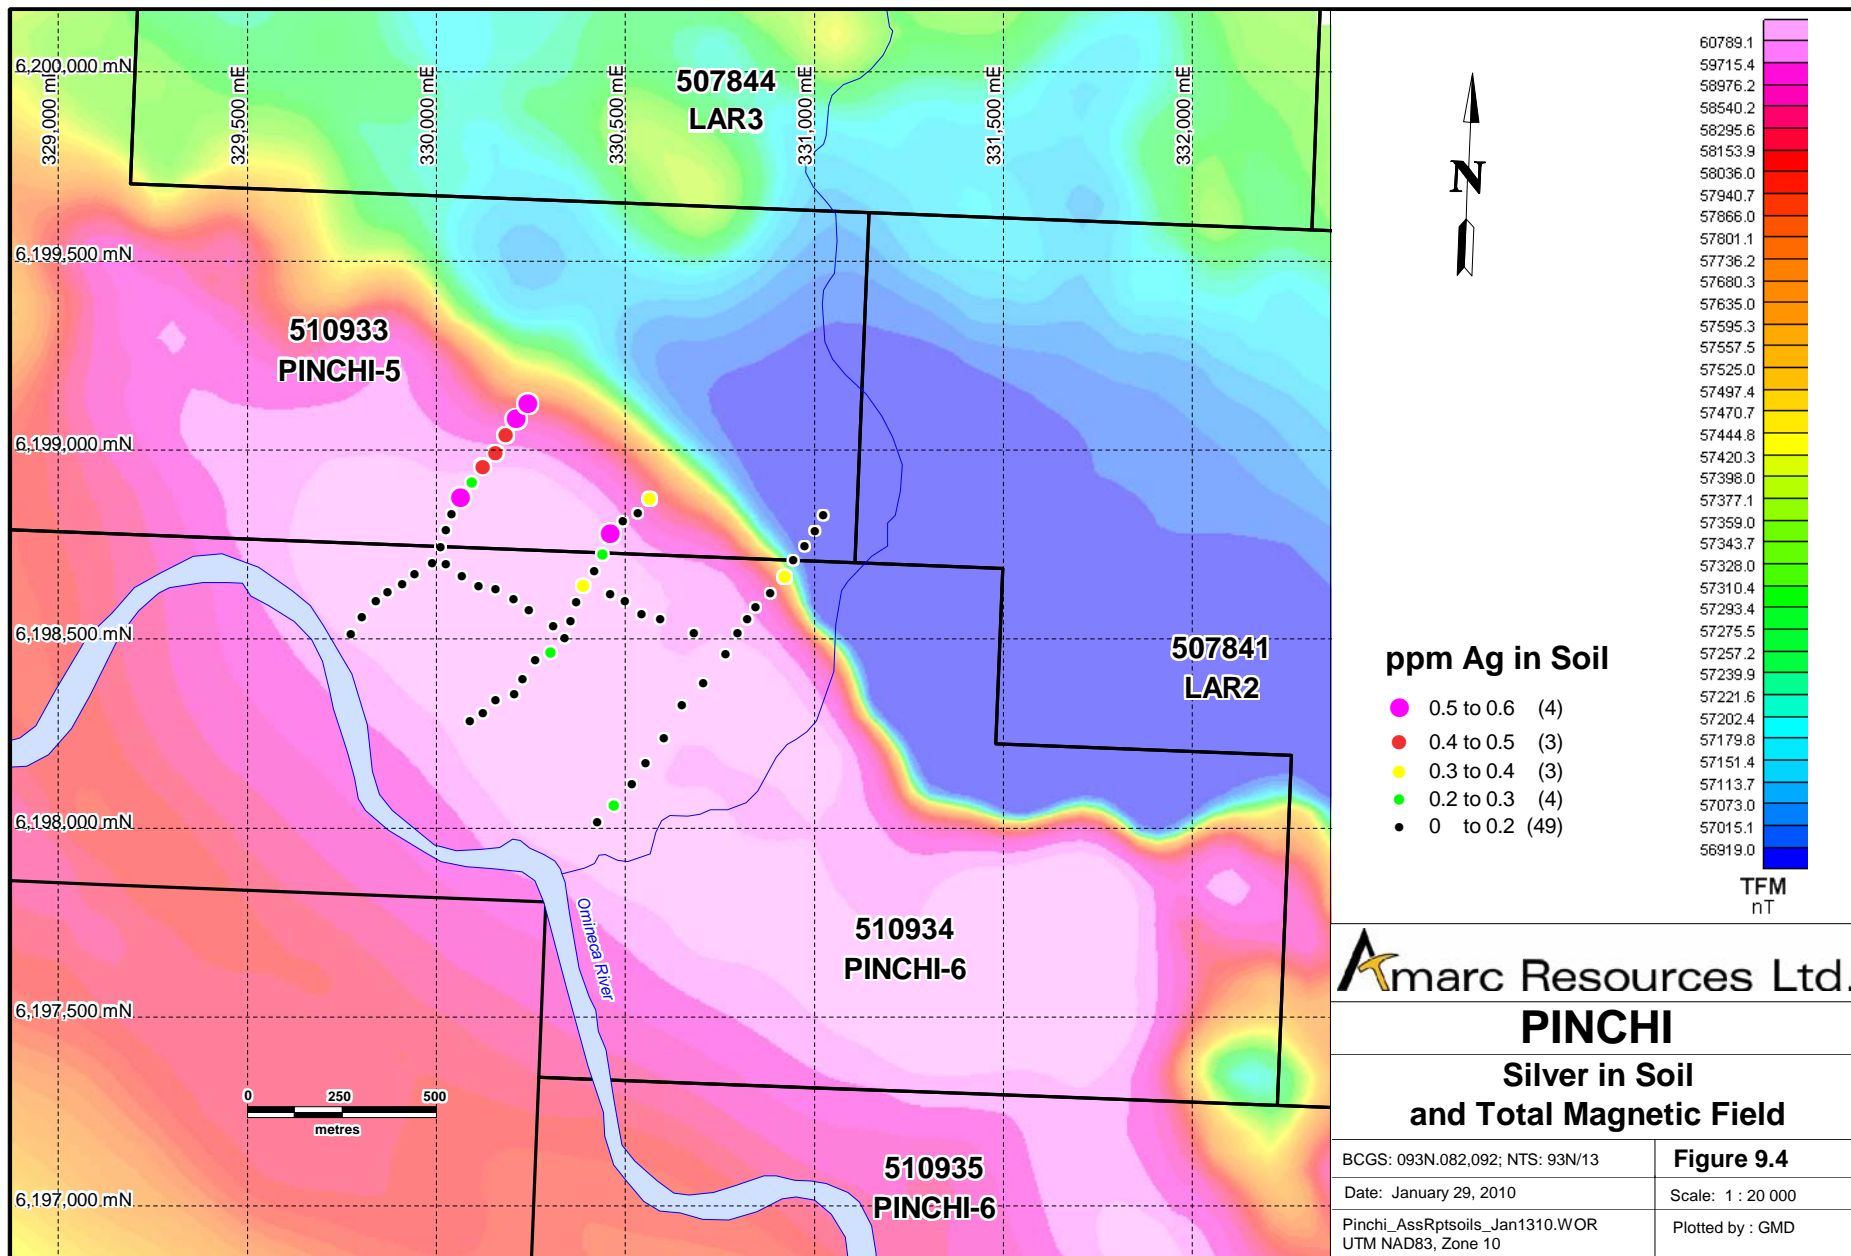 6,200,000 mN
6,199,500 mN
6,199,000 mN
6,198,500 mN
6,198,000 mN
6,197,500 mN
6,197,000 mN
329,000 mE
329,500 mE
330,000 mE
330,500 mE
331,000 mE
331,500 mE
332,000 mE
507844
LAR3
510933
PINCHI-5
507841
LAR2
510934
PINCHI-6
510935
PINCHI-6
Omineca River
0 250 500
metres
N
ppm Ag in Soil
0.5 to 0.6 (4)
0.4 to 0.5 (3)
0.3 to 0.4 (3)
0.2 to 0.3 (4)
0 to 0.2 (49)
60789.1
59715.4
58976.2
58540.2
58295.6
58153.9
58036.0
57940.7
57866.0
57801.1
57736.2
57680.3
57635.0
57595.3
57557.5
57525.0
57497.4
57470.7
57444.8
57420.3
57398.0
57377.1
57359.0
57343.7
57328.0
57310.4
57293.4
57275.5
57257.2
57239.9
57221.6
57202.4
57179.8
57151.4
57113.7
57073.0
57015.1
56919.0
TFM
nT
Amarc Resources Ltd.
PINCHI
Silver in Soil
and Total Magnetic Field
BCGS: 093N.082,092; NTS: 93N/13
Figure 9.4
Date: January 29, 2010
Scale: 1 : 20 000
Pinchi_AssRptsoils_Jan1310.WOR
UTM NAD83, Zone 10
Plotted by : GMD